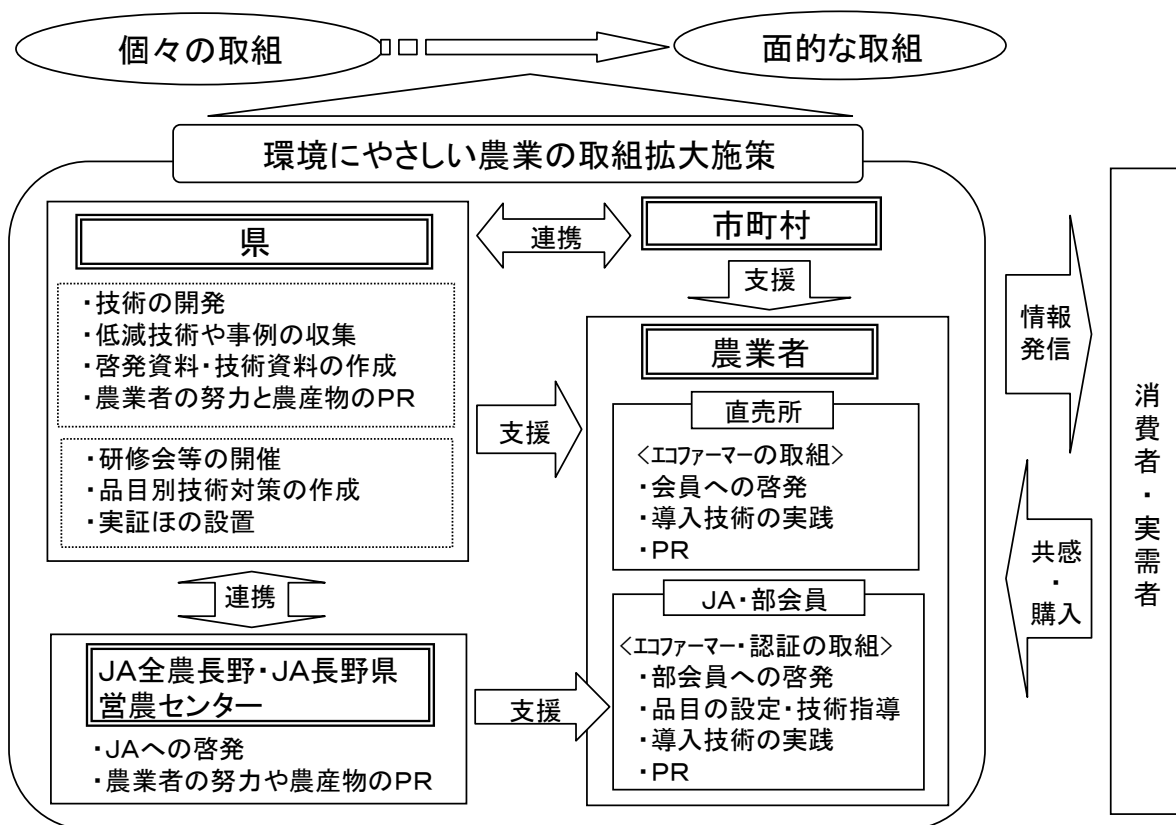 個々の取組
面的な取組
環境にやさしい農業の取組拡大施策
県
・技術の開発
・低減技術や事例の収集
・啓発資料・技術資料の作成
・農業者の努力と農産物のPR
・研修会等の開催
・品目別技術対策の作成
・実証ほの設置
連携
市町村
支援
支援
農業者
直売所
<エコファーマーの取組>
・会員への啓発
・導入技術の実践
・PR
JA・部会員
<エコファーマー・認証の取組>
・部会員への啓発
・品目の設定・技術指導
・導入技術の実践
・PR
連携
JA全農長野・JA長野県
営農センター
・JAへの啓発
・農業者の努力や農産物のPR
支援
情報
発信
共感
・
購入
消費者・実需者